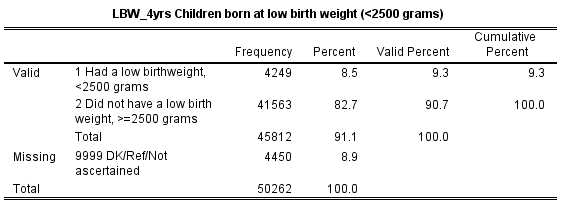 LBW_4yrs Children born at low birth weight (<2500 grams)
Frequency Percent Valid Percent Cumulative Percent
Valid 1 Had a low birthweight, <2500 grams 4249 8.5 9.3 9.3
2 Did not have a low birth weight, >=2500 grams 41563 82.7 90.7 100.0
Total 45812 91.1 100.0
Missing 9999 DK/Ref/Not ascertained 4450 8.9
Total 50262 100.0